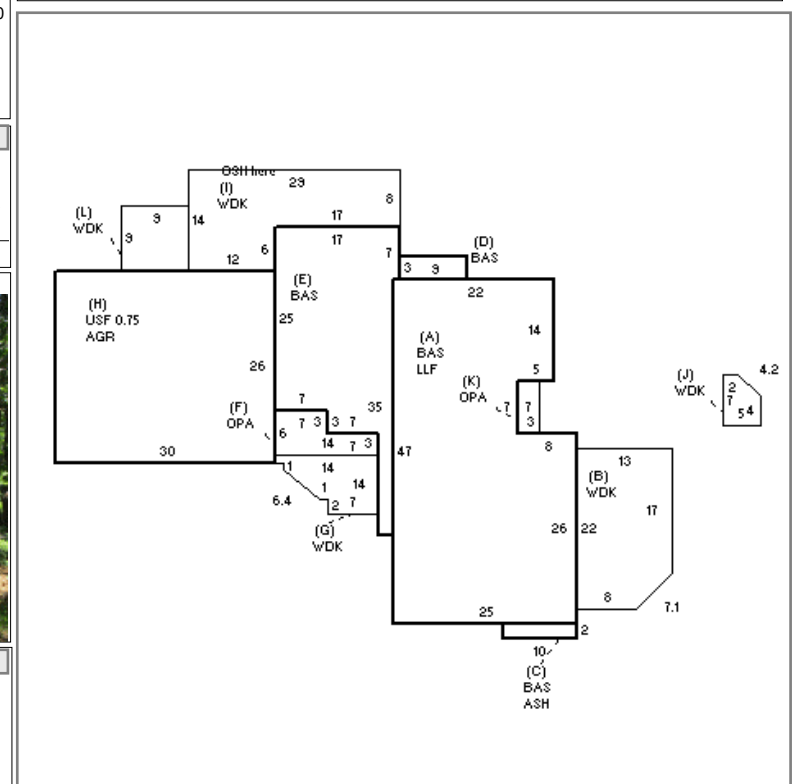 OSH here
29
(I)
WDK
8
(L)
WDK
9
14
9
17
17
(D)
BAS
7
6
12
3 9
(E)
BAS
22
(H)
USF 0.75
AGR
25
14
(A)
BAS
LLF
26
5
(K)
OPA
(J)
WDK
4.2
2
7
5 4
7
35
7
7
3
(F)
OPA
7 3 3 7
6
14 7 3
8
30
47
13
1
14
14
(B)
WDK
1
6.4
2 7
17
(G)
WDK
26 22
8
7.1
25
2
10
(C)
BAS
ASH